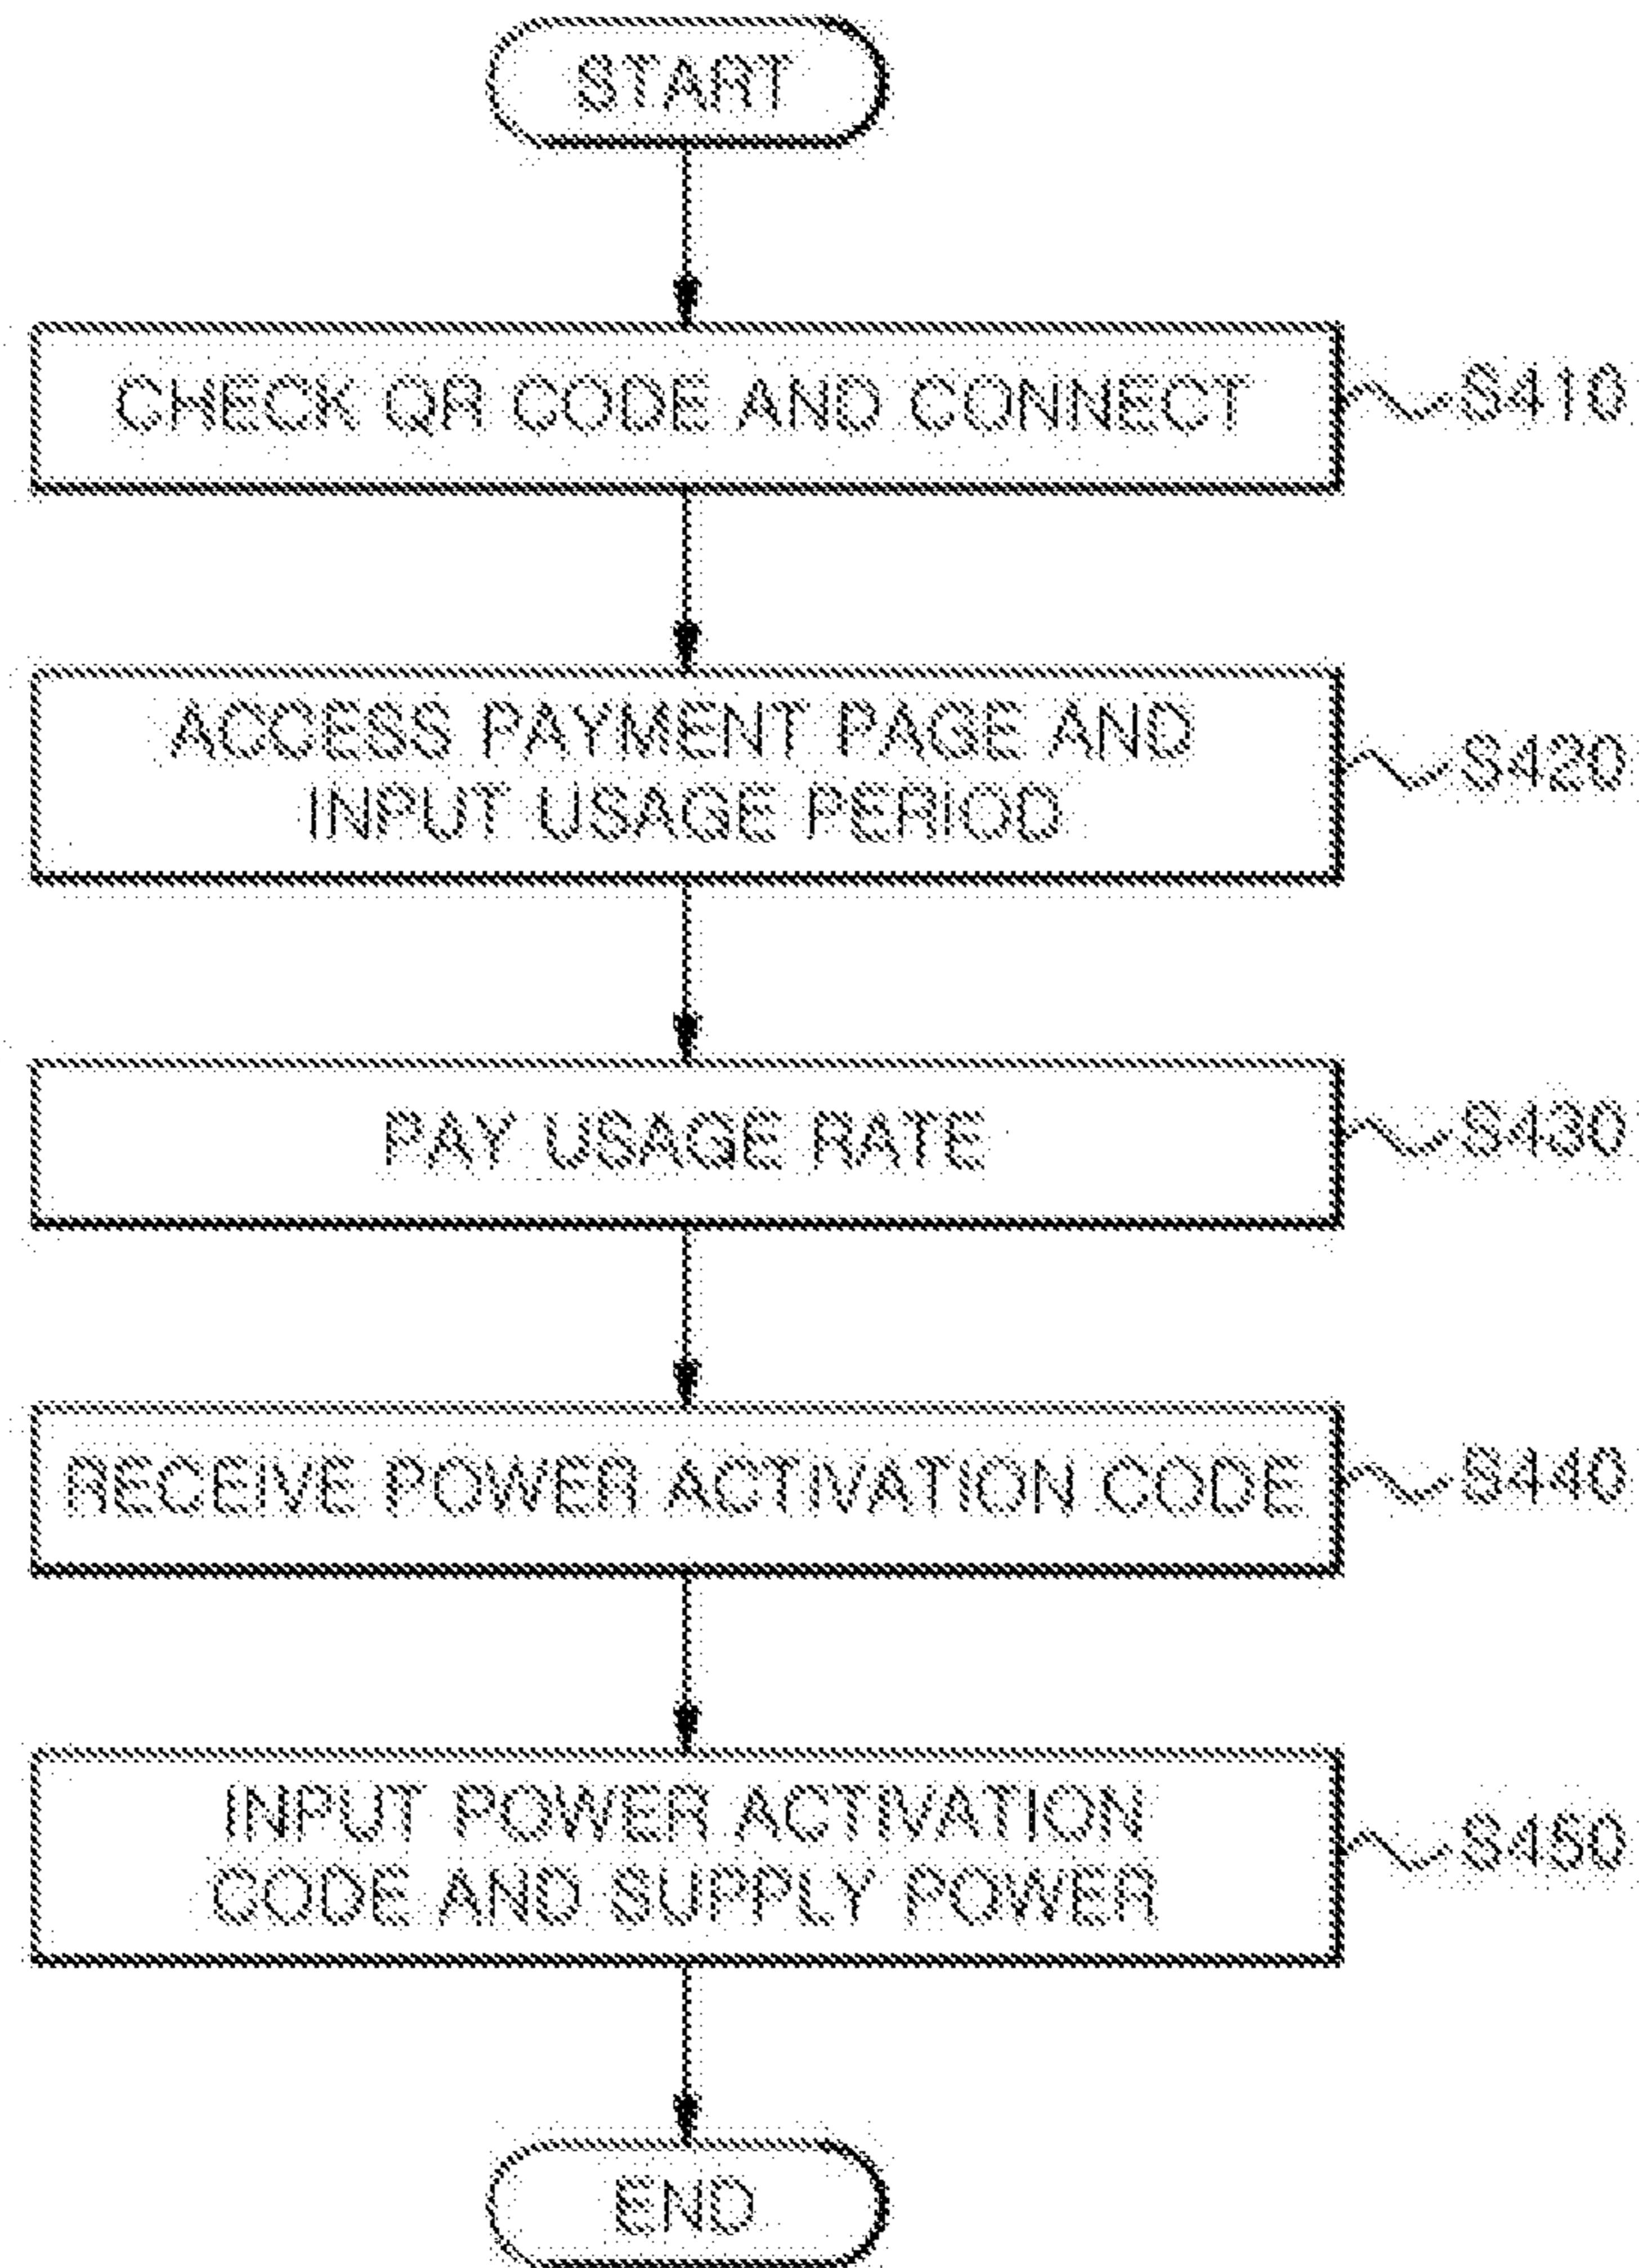 START
CHECK QR CODE AND CONNECT
S410
ACCESS PAYMENT PAGE AND
INPUT USAGE PERIOD
S420
PAY USAGE RATE
S430
RECEIVE POWER ACTIVATION CODE
S440
INPUT POWER ACTIVATION
CODE AND SUPPLY POWER
S450
END